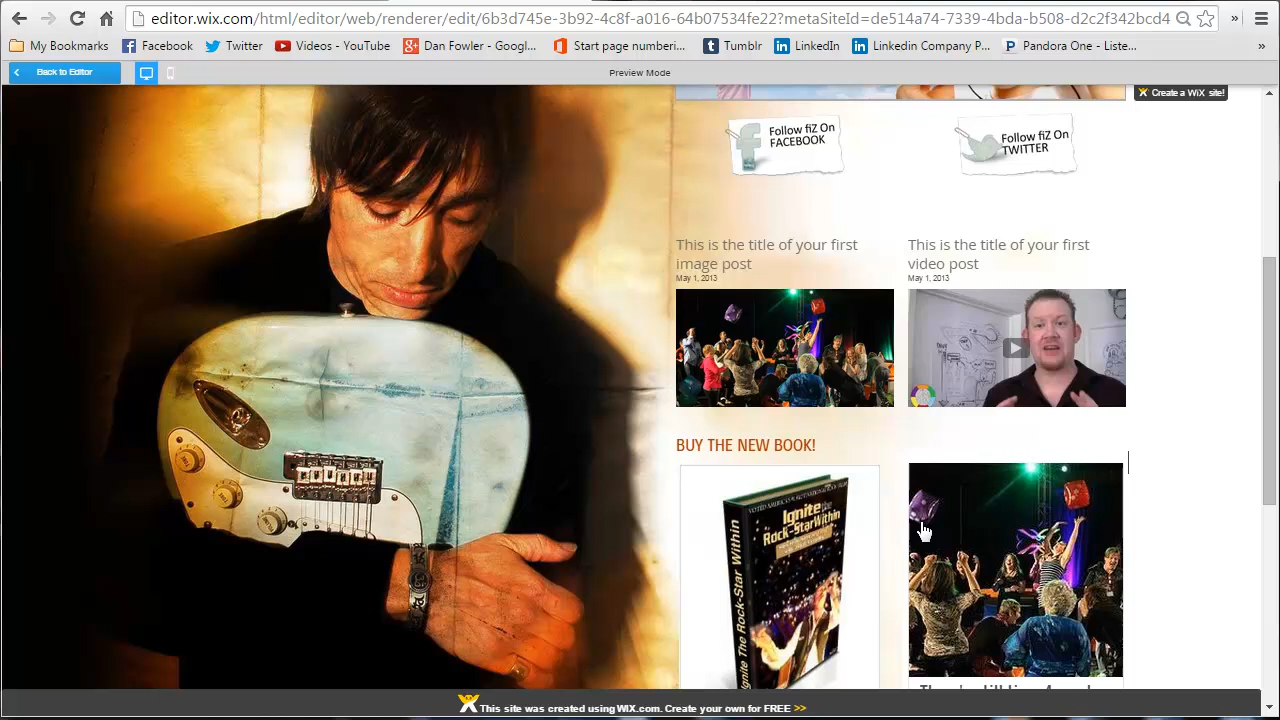 editor.wix.com/html/editor/web/renderer/edit/6b3d745e-3b92-4c8f-a016-64b07534fe22?metaSiteId=de514a74-7339-4bda-b508-d2c2f342bcd4
My Bookmarks Facebook Twitter Videos - YouTube Dan Fowler - Googl... Start page numberi... Tumblr LinkedIn Linkedin Company P... Pandora One - Liste... »
Back to Editor
Preview Mode
Create a WiX site!
Follow fiZ On
FACEBOOK
Follow fiZ On
TWITTER
This is the title of your first
image post
May 1, 2013
This is the title of your first
video post
May 1, 2013
BUY THE NEW BOOK!
Ignite the
Rock-Star Within
Ignite The Rock-Star Within
This site was created using WIX.com. Create your own for FREE >>